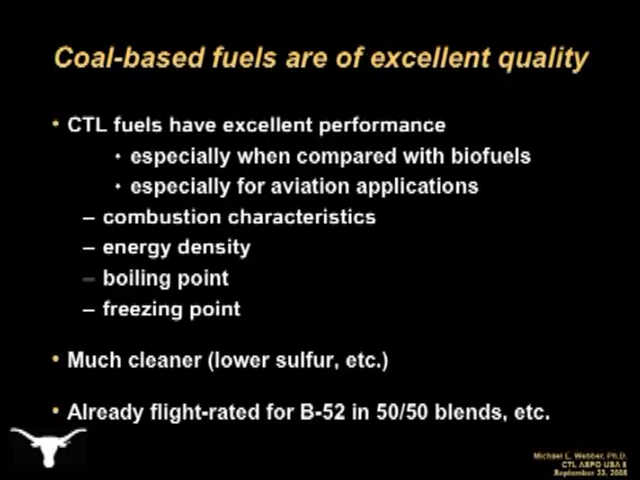 Coal-based fuels are of excellent quality
• CTL fuels have excellent performance
• especially when compared with biofuels
• especially for aviation applications
– combustion characteristics
– energy density
– boiling point
– freezing point
• Much cleaner (lower sulfur, etc.)
• Already flight-rated for B-52 in 50/50 blends, etc.
Michael E. Webber, Ph.D.
CTL ASPO USA
September 23, 2008